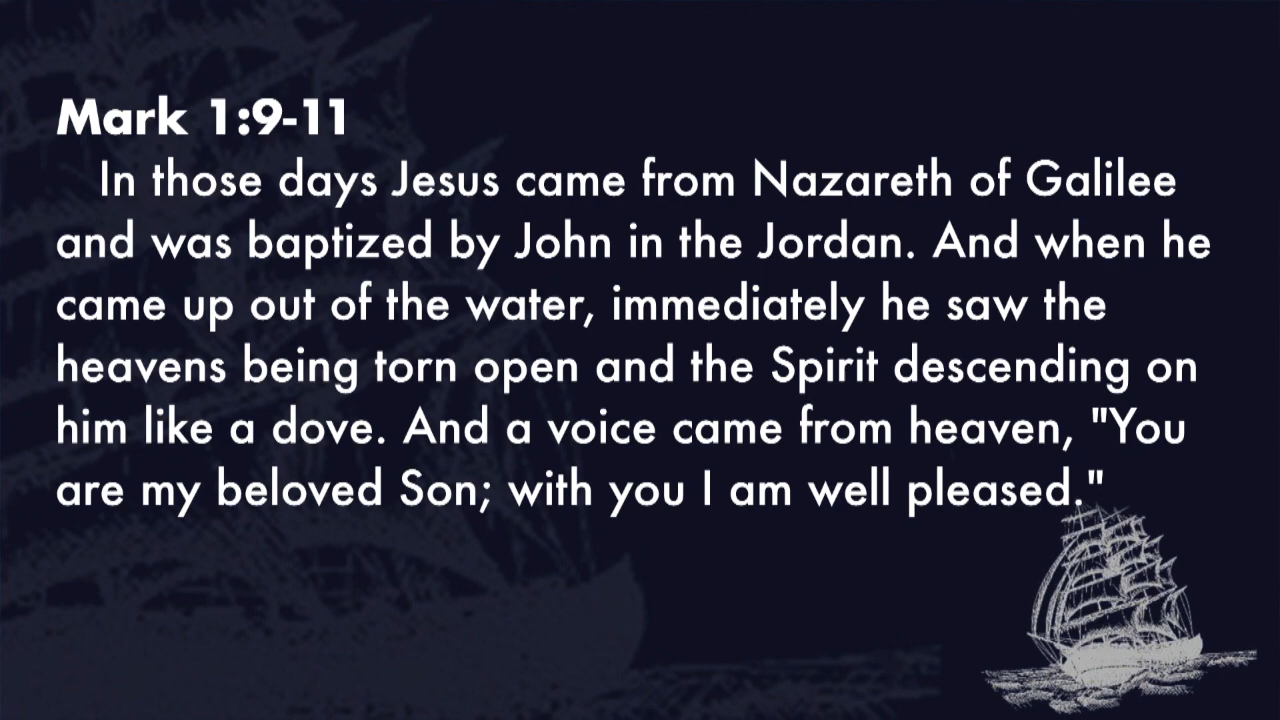 Mark 1:9-11
In those days Jesus came from Nazareth of Galilee
and was baptized by John in the Jordan. And when he
came up out of the water, immediately he saw the
heavens being torn open and the Spirit descending on
him like a dove. And a voice came from heaven, "You
are my beloved Son; with you I am well pleased."